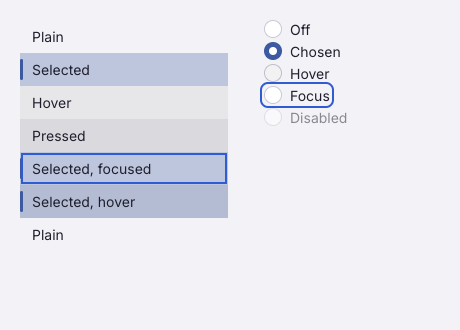 Plain
Selected
Hover
Pressed
Selected, focused
Selected, hover
Plain
Off
Chosen
Hover
Focus
Disabled